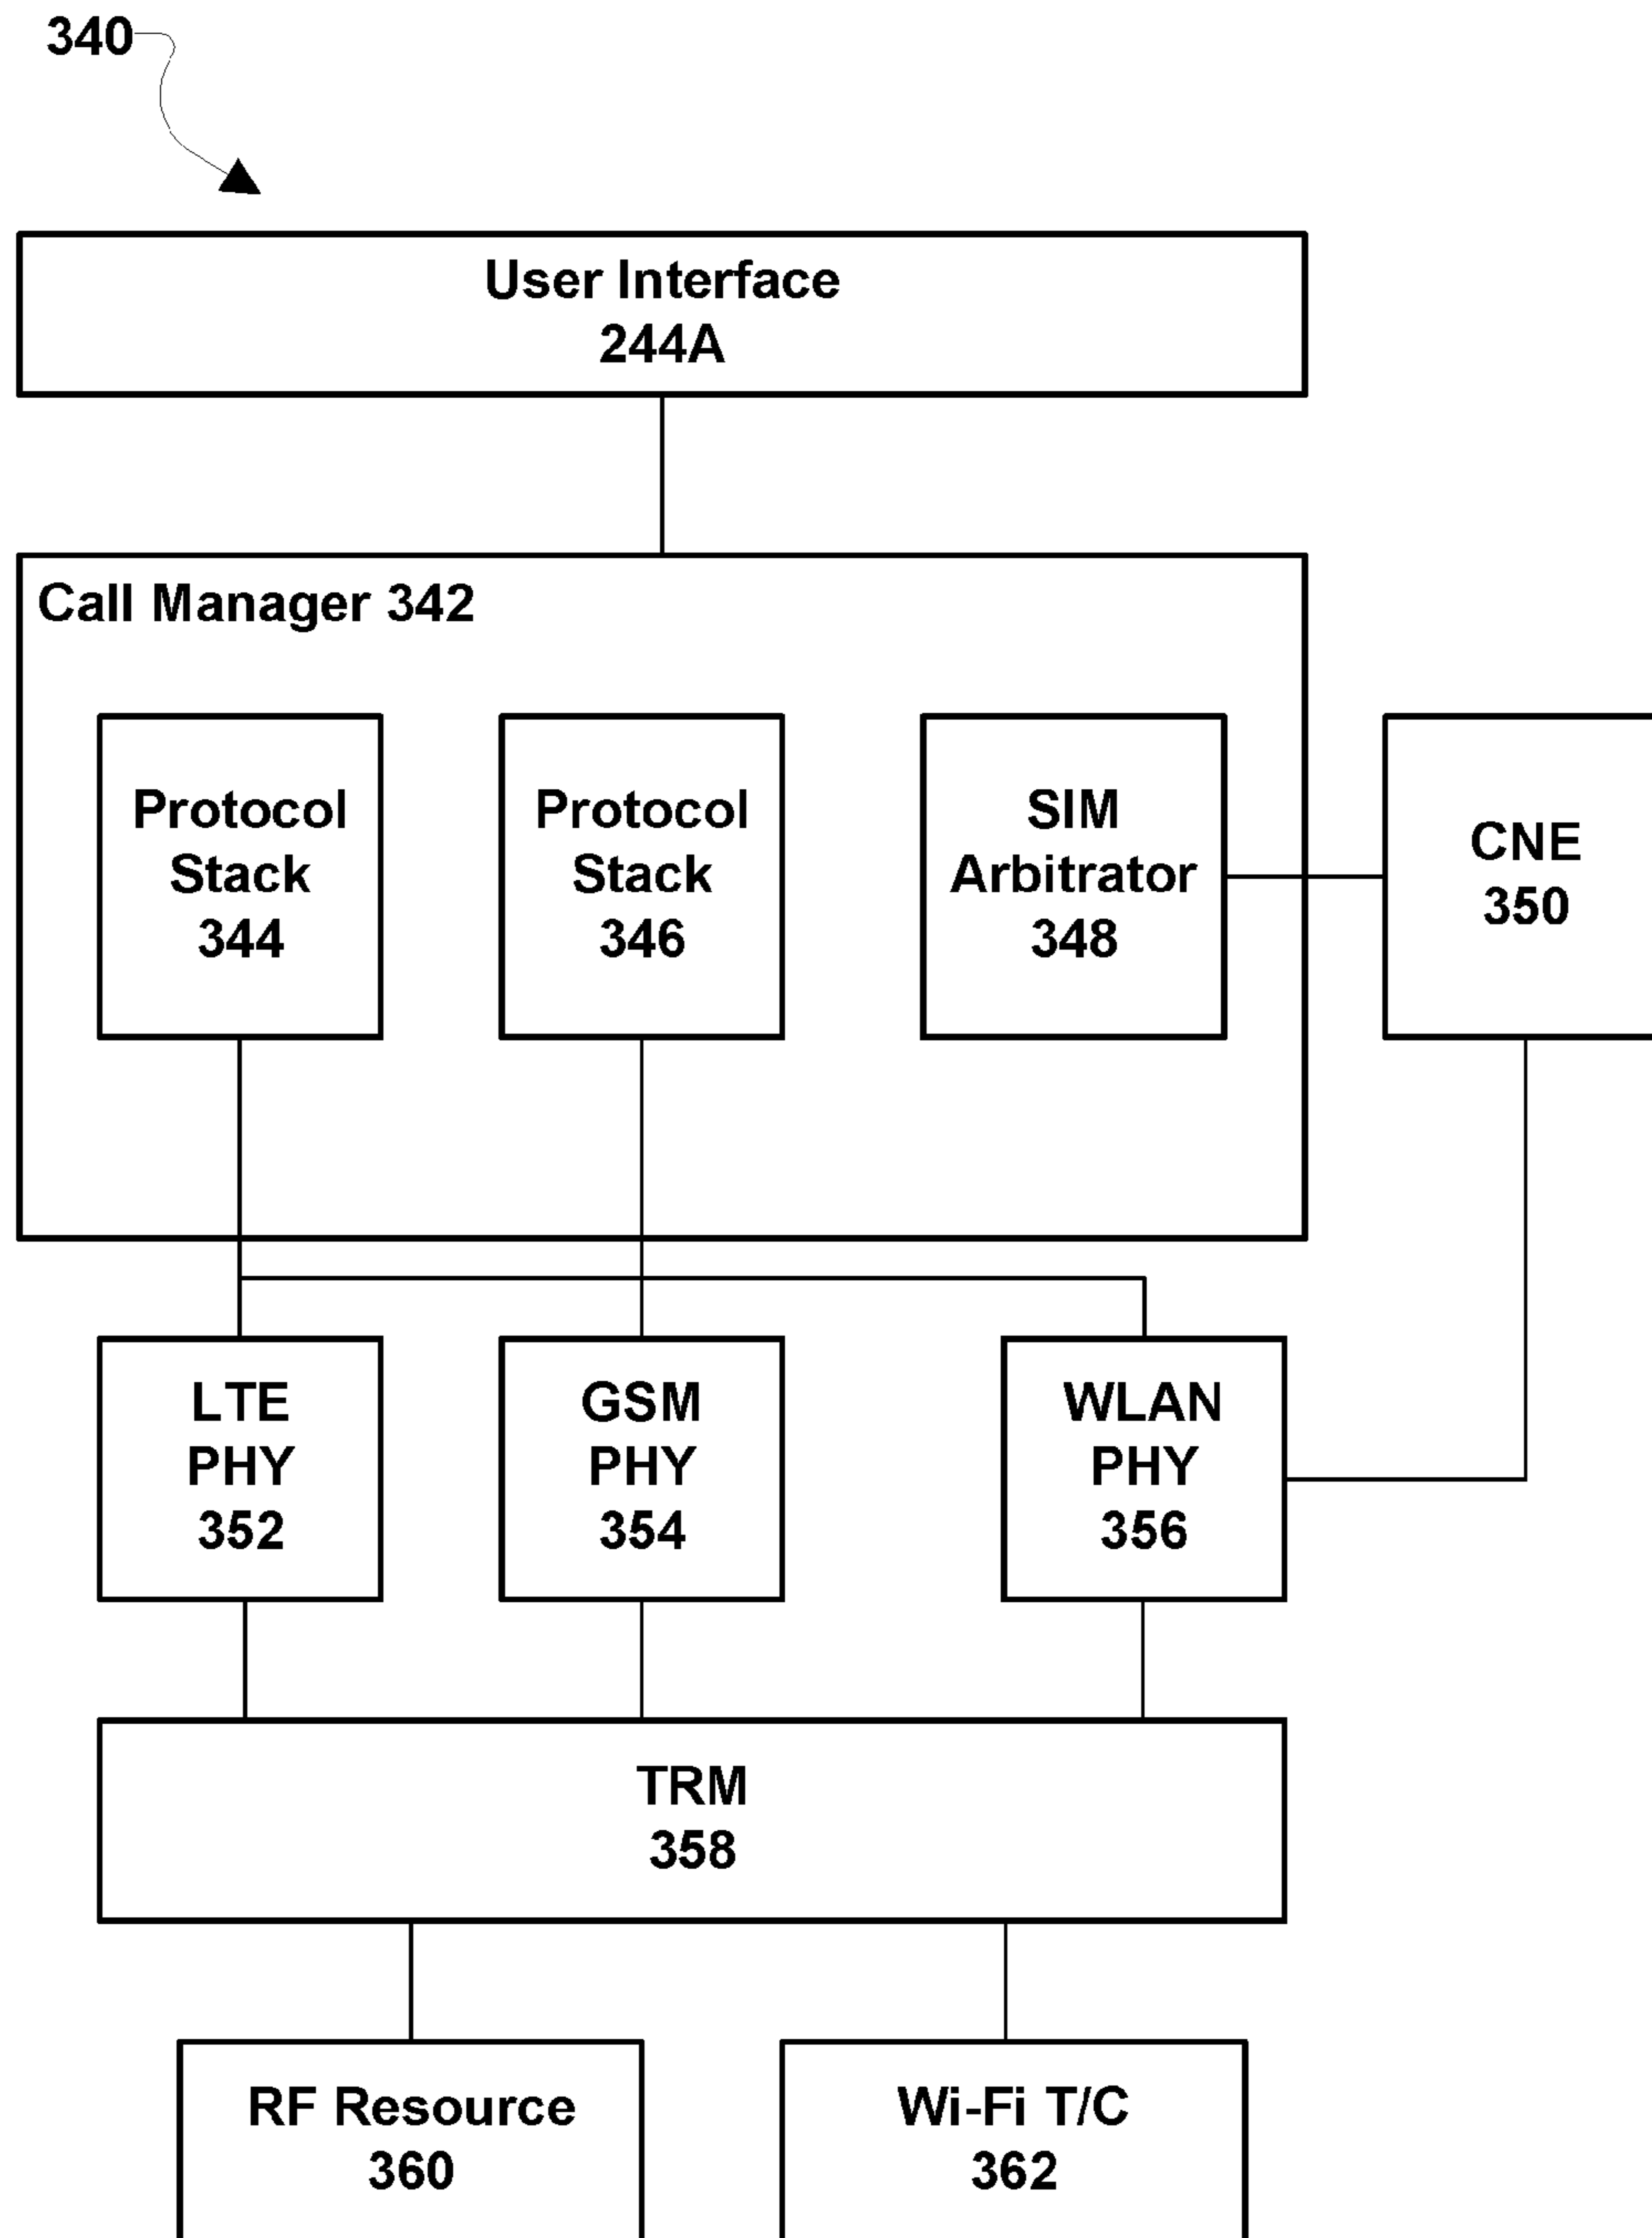 340
User Interface
244A
Call Manager 342
Protocol
Stack
344
Protocol
Stack
346
SIM
Arbitrator
348
CNE
350
LTE
PHY
352
GSM
PHY
354
WLAN
PHY
356
TRM
358
RF Resource
360
Wi-Fi T/C
362